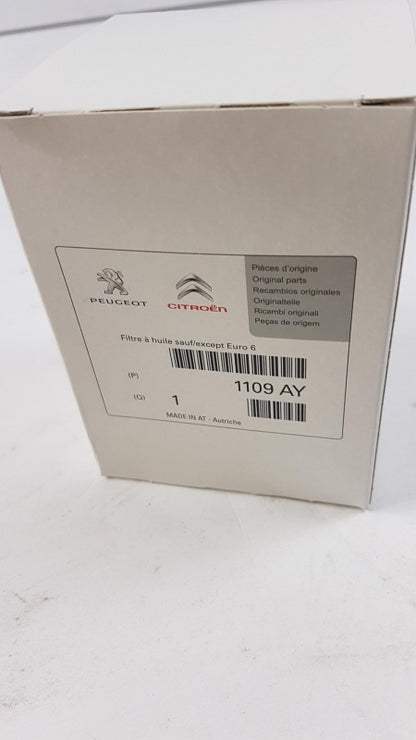 PEUGEOT
CITROËN
Pièces d'origine
Original parts
Recambios originales
Originalteile
Ricambi originali
Peças de origem
Filtre à huile sauf/except Euro 6
(P)
1109 AY
(Q)
1
MADE IN AT - Autriche